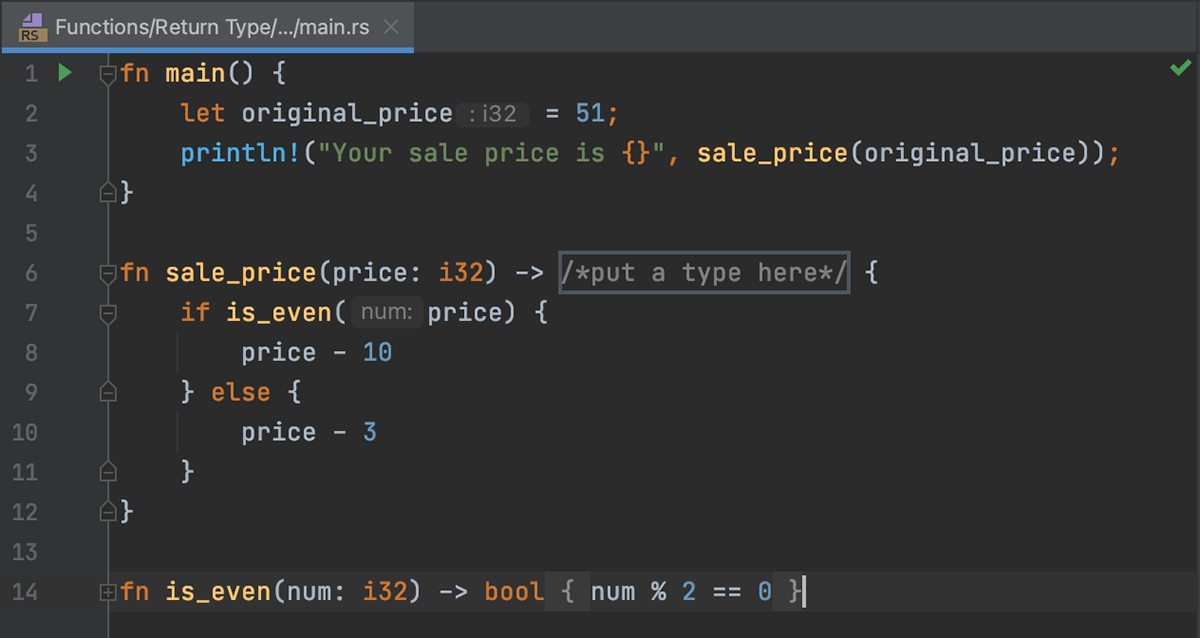 RS Functions/Return Type/.../main.rs
1 fn main() {
2 let original_price : i32 = 51;
3 println!("Your sale price is {}", sale_price(original_price));
4 }
5
6 fn sale_price(price: i32) -> /*put a type here*/ {
7 if is_even( num: price) {
8 price - 10
9 } else {
10 price - 3
11 }
12 }
13
14 fn is_even(num: i32) -> bool { num % 2 == 0 }